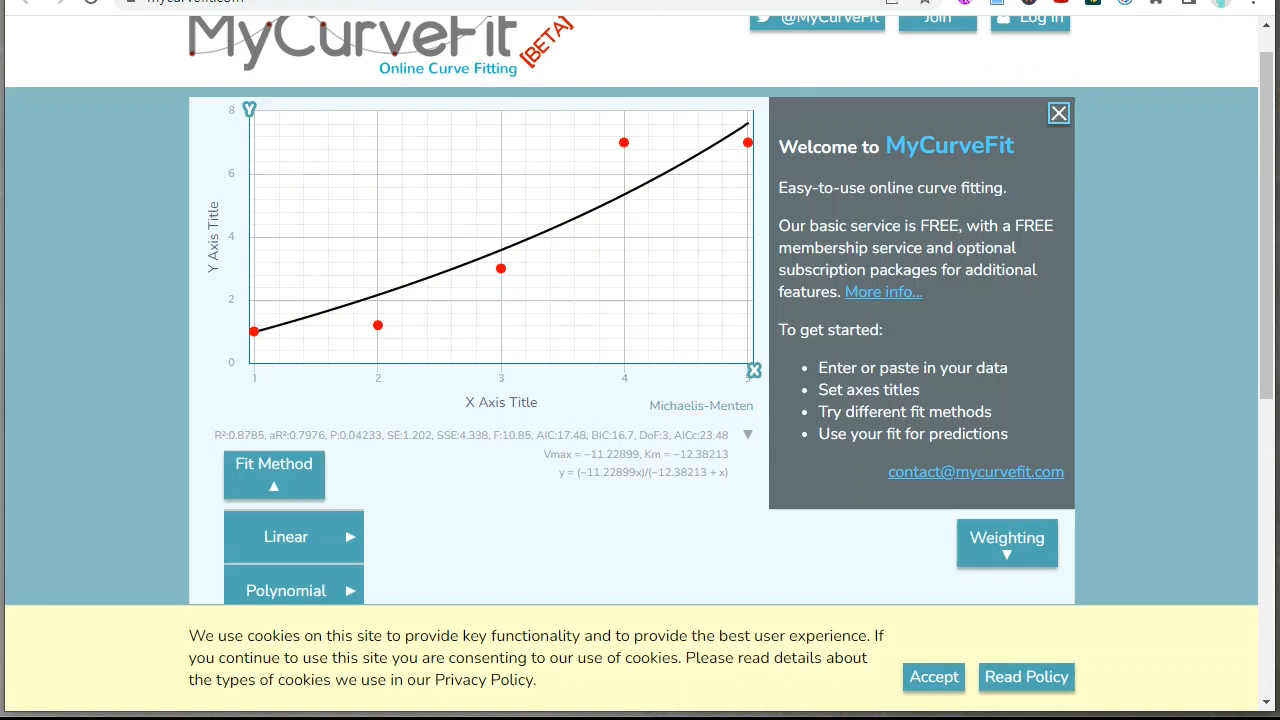 mycurvefit.com
MyCurveFit
[BETA]
Online Curve Fitting
@MyCurveFit
Join
Log In
Y
8
6
4
2
0
Y Axis Title
1
2
3
4
5
X
X Axis Title
Michaelis-Menten
R²:0.8785, aR²:0.7976, P:0.04233, SE:1.202, SSE:4.338, F:10.85, AIC:17.48, BIC:16.7, DoF:3, AICc:23.48
Vmax = −11.22899, Km = −12.38213
y = (−11.22899x)/(−12.38213 + x)
Fit Method
Linear
Polynomial
Welcome to MyCurveFit
Easy-to-use online curve fitting.
Our basic service is FREE, with a FREE
membership service and optional
subscription packages for additional
features. More info...
To get started:
• Enter or paste in your data
• Set axes titles
• Try different fit methods
• Use your fit for predictions
contact@mycurvefit.com
Weighting
We use cookies on this site to provide key functionality and to provide the best user experience. If
you continue to use this site you are consenting to our use of cookies. Please read details about
the types of cookies we use in our Privacy Policy.
Accept
Read Policy